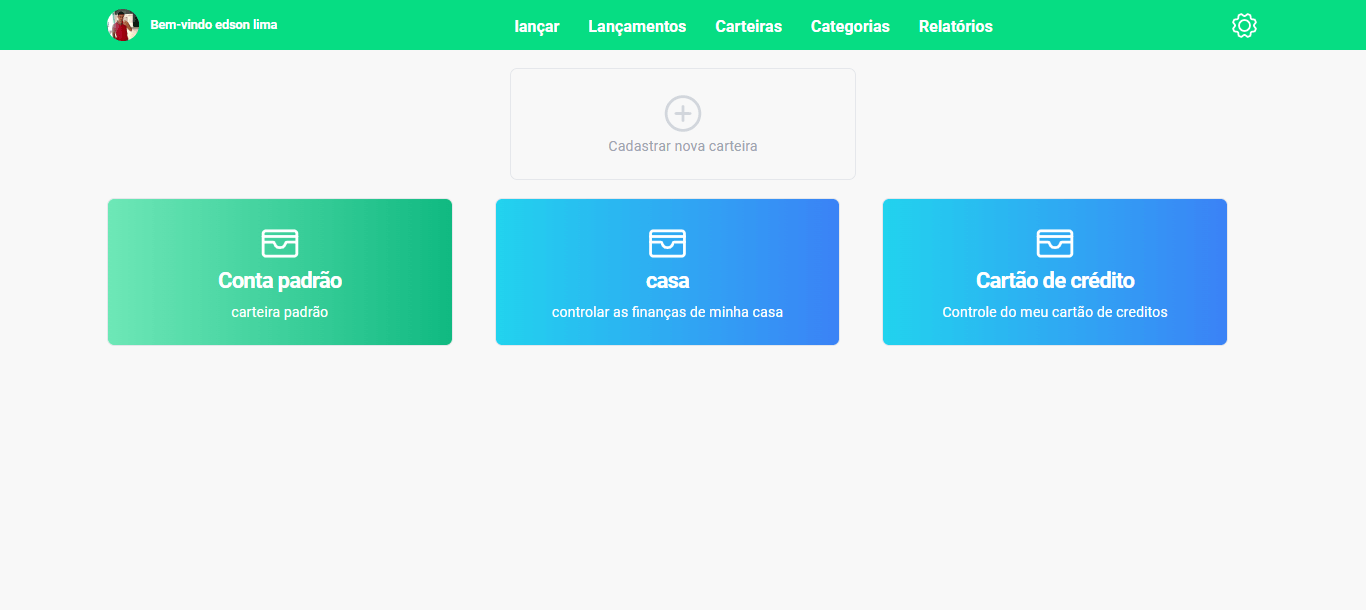 Bem-vindo edson lima
lançar Lançamentos Carteiras Categorias Relatórios
Cadastrar nova carteira
Conta padrão
carteira padrão
casa
controlar as finanças de minha casa
Cartão de crédito
Controle do meu cartão de creditos